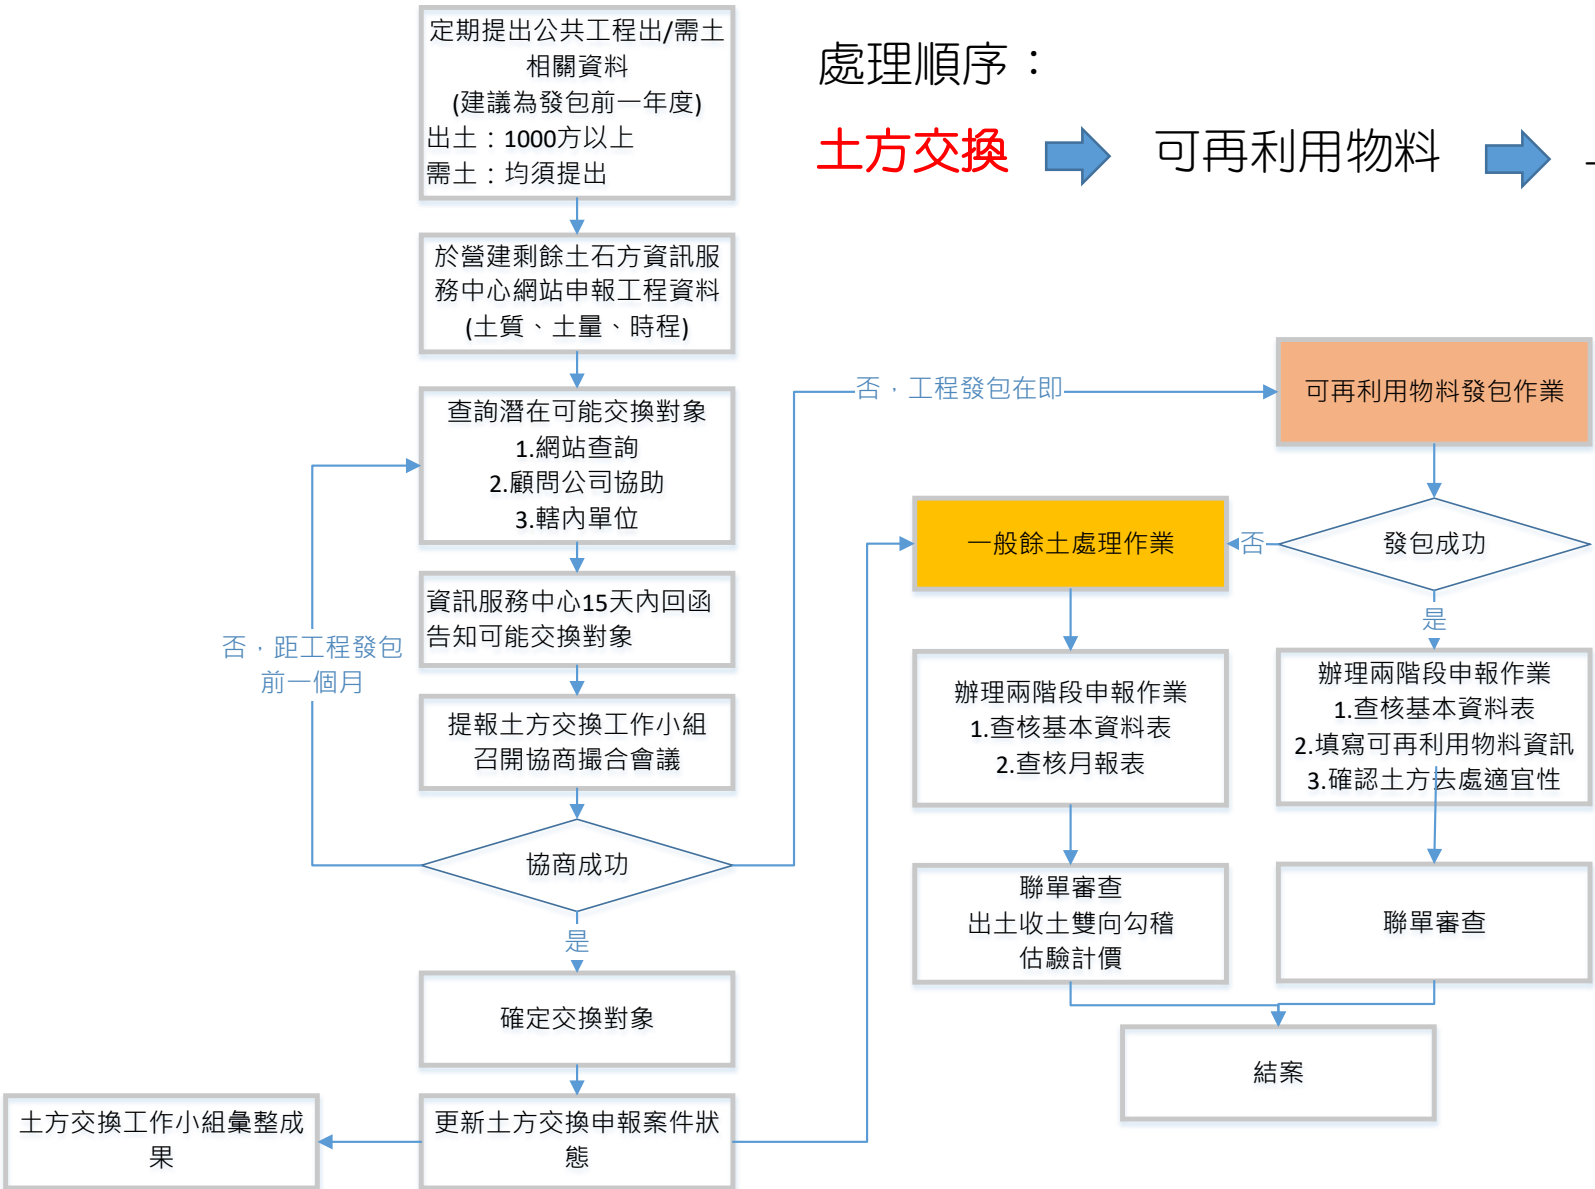 定期提出公共工程出/需土
相關資料
(建議為發包前一年度)
出土：1000方以上
需土：均須提出
處理順序：
土方交換
可再利用物料
於營建剩餘土石方資訊服
務中心網站申報工程資料
(土質、土量、時程)
查詢潛在可能交換對象
1.網站查詢
2.顧問公司協助
3.轄內單位
資訊服務中心15天內回函
告知可能交換對象
提報土方交換工作小組
召開協商撮合會議
否，距工程發包
前一個月
協商成功
是
確定交換對象
更新土方交換申報案件狀
態
土方交換工作小組彙整成
果
否，工程發包在即
可再利用物料發包作業
發包成功
否
是
一般餘土處理作業
辦理兩階段申報作業
1.查核基本資料表
2.查核月報表
聯單審查
出土收土雙向勾稽
估驗計價
辦理兩階段申報作業
1.查核基本資料表
2.填寫可再利用物料資訊
3.確認土方去處適宜性
聯單審查
結案